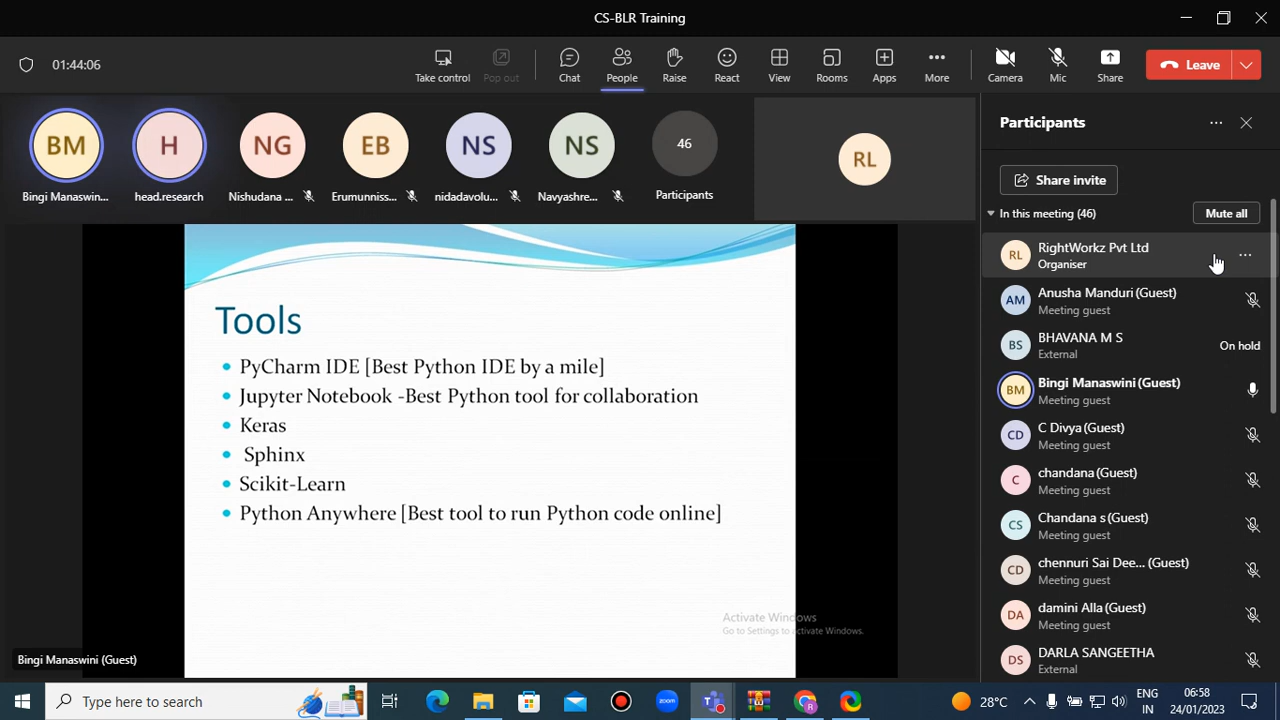 CS-BLR Training
01:44:06
Take control
Pop out
Chat
People
Raise
React
View
Rooms
Apps
More
Camera
Mic
Share
Leave
BM
H
NG
EB
NS
NS
46
RL
Bingi Manaswin...
head.research
Nishudana ...
Erumunniss...
nidadavolu...
Navyashre...
Participants
Tools
PyCharm IDE [Best Python IDE by a mile]
Jupyter Notebook -Best Python tool for collaboration
Keras
Sphinx
Scikit-Learn
Python Anywhere [Best tool to run Python code online]
Activate Windows
Go to Settings to activate Windows.
Bingi Manaswini (Guest)
Participants
Share invite
In this meeting (46)
Mute all
RL
RightWorkz Pvt Ltd
Organiser
AM
Anusha Manduri (Guest)
Meeting guest
BS
BHAVANA M S
External
On hold
BM
Bingi Manaswini (Guest)
Meeting guest
CD
C Divya (Guest)
Meeting guest
C
chandana (Guest)
Meeting guest
CS
Chandana s (Guest)
Meeting guest
CD
chennuri Sai Dee... (Guest)
Meeting guest
DA
damini Alla (Guest)
Meeting guest
DS
DARLA SANGEETHA
External
Type here to search
zoom
28°C
ENG
IN
06:58
24/01/2023